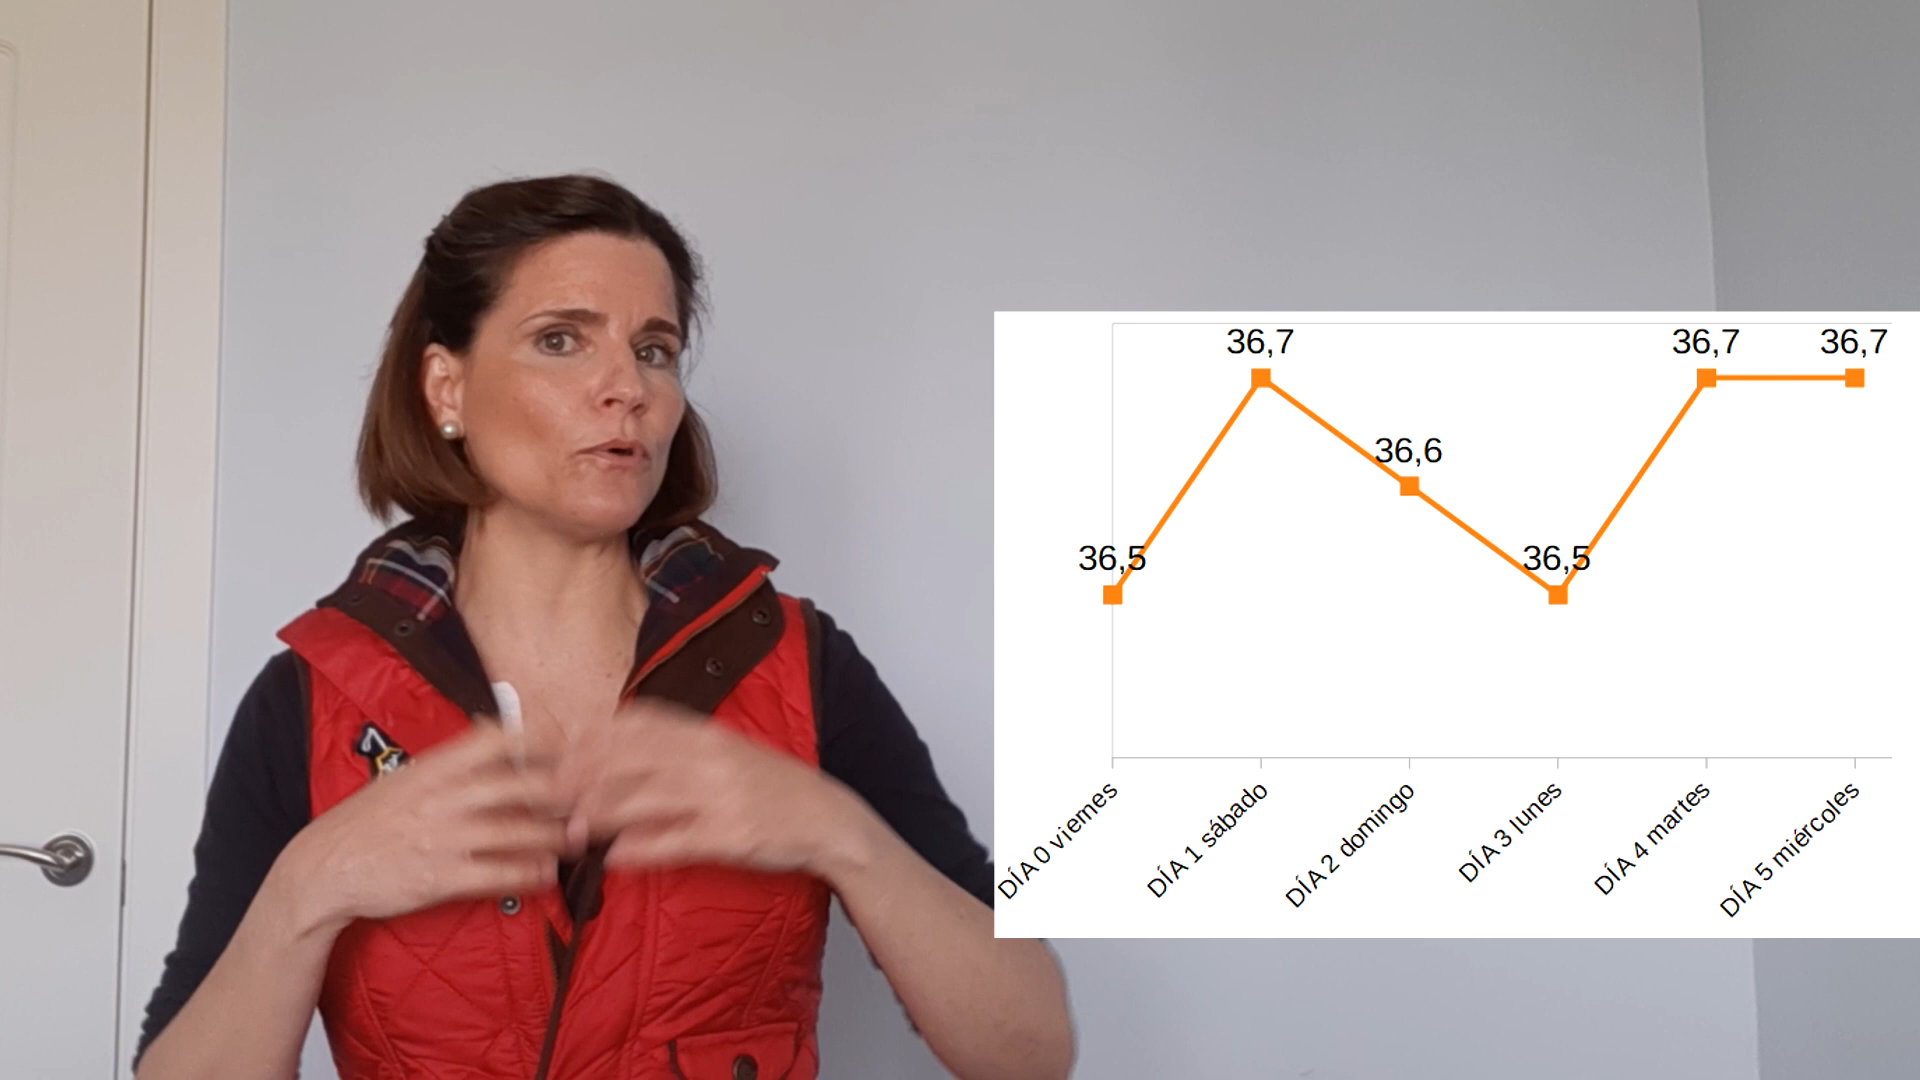 36,7
36,7
36,7
36,6
36,5
36,5
DÍA 0 viernes
DÍA 1 sábado
DÍA 2 domingo
DÍA 3 lunes
DÍA 4 martes
DÍA 5 miércoles